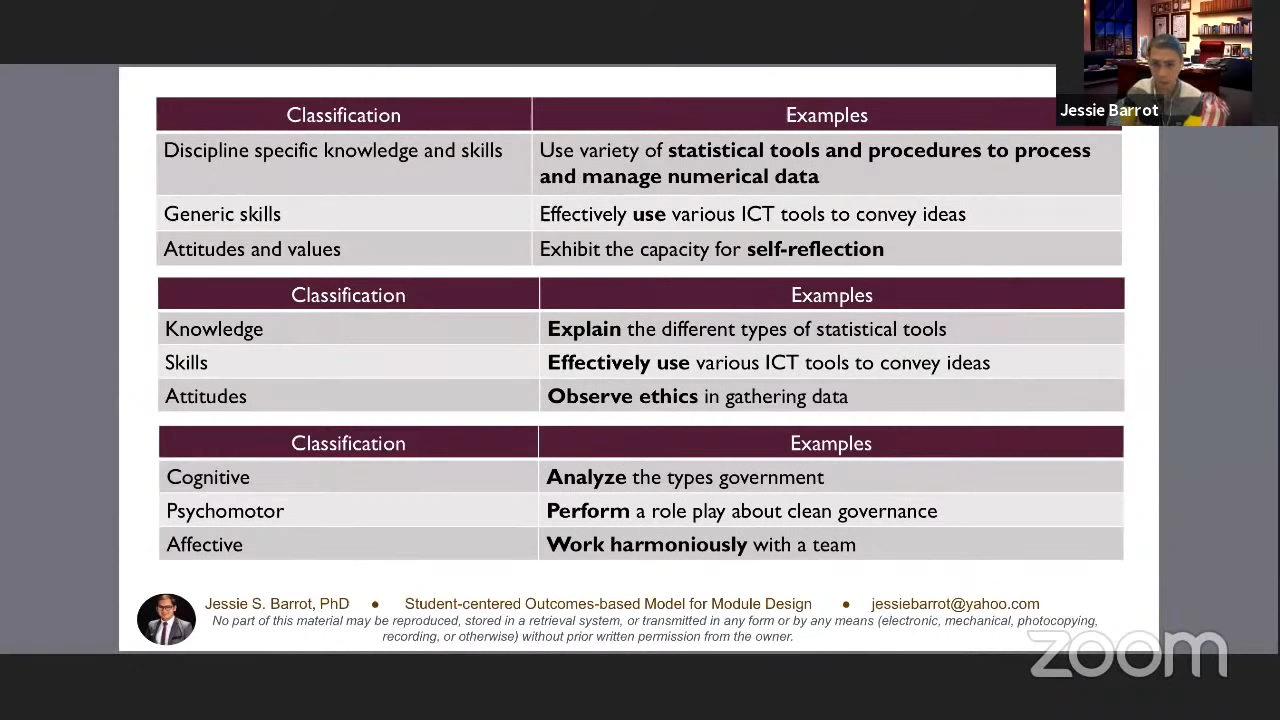 Jessie Barrot
Classification Examples
Discipline specific knowledge and skills Use variety of statistical tools and procedures to process
and manage numerical data
Generic skills Effectively use various ICT tools to convey ideas
Attitudes and values Exhibit the capacity for self-reflection
Classification Examples
Knowledge Explain the different types of statistical tools
Skills Effectively use various ICT tools to convey ideas
Attitudes Observe ethics in gathering data
Classification Examples
Cognitive Analyze the types government
Psychomotor Perform a role play about clean governance
Affective Work harmoniously with a team
Jessie S. Barrot, PhD ● Student-centered Outcomes-based Model for Module Design ● jessiebarrot@yahoo.com
No part of this material may be reproduced, stored in a retrieval system, or transmitted in any form or by any means (electronic, mechanical, photocopying,
recording, or otherwise) without prior written permission from the owner.
zoom